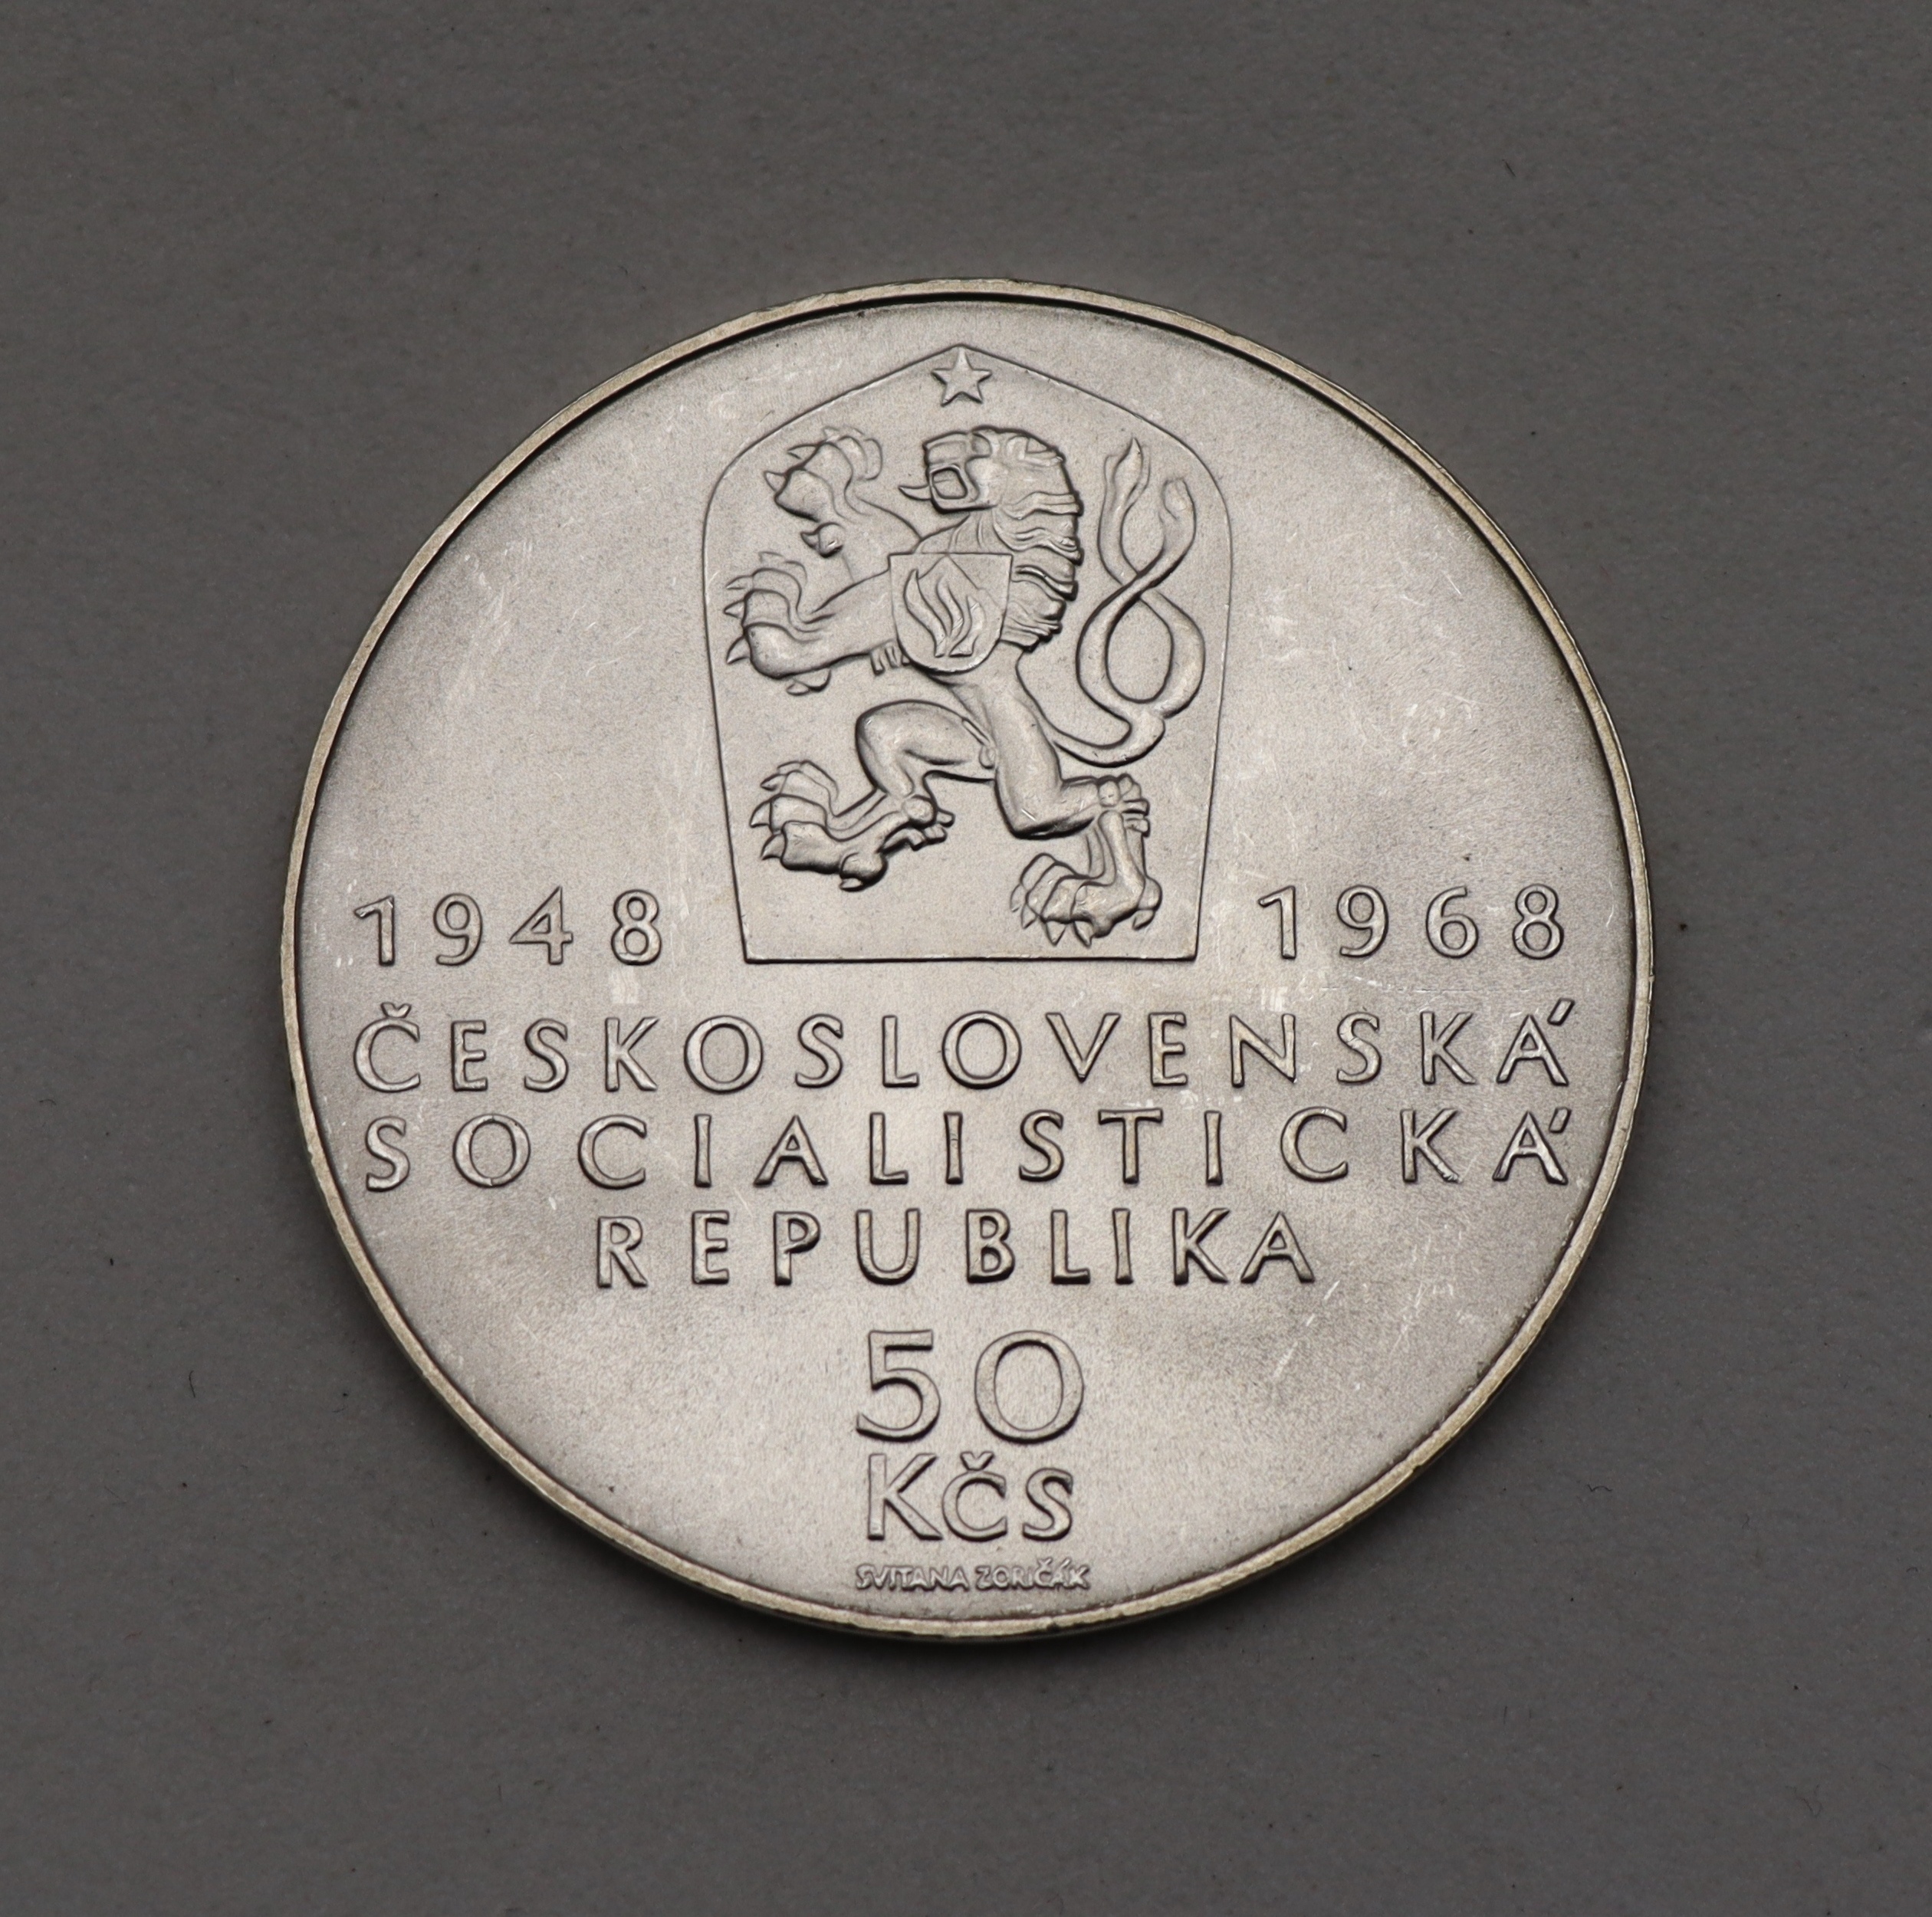 1948 1968
ČESKOSLOVENSKÁ
SOCIALISTICKÁ
REPUBLIKA
50
KČS
SVITANA ZORIČÁK